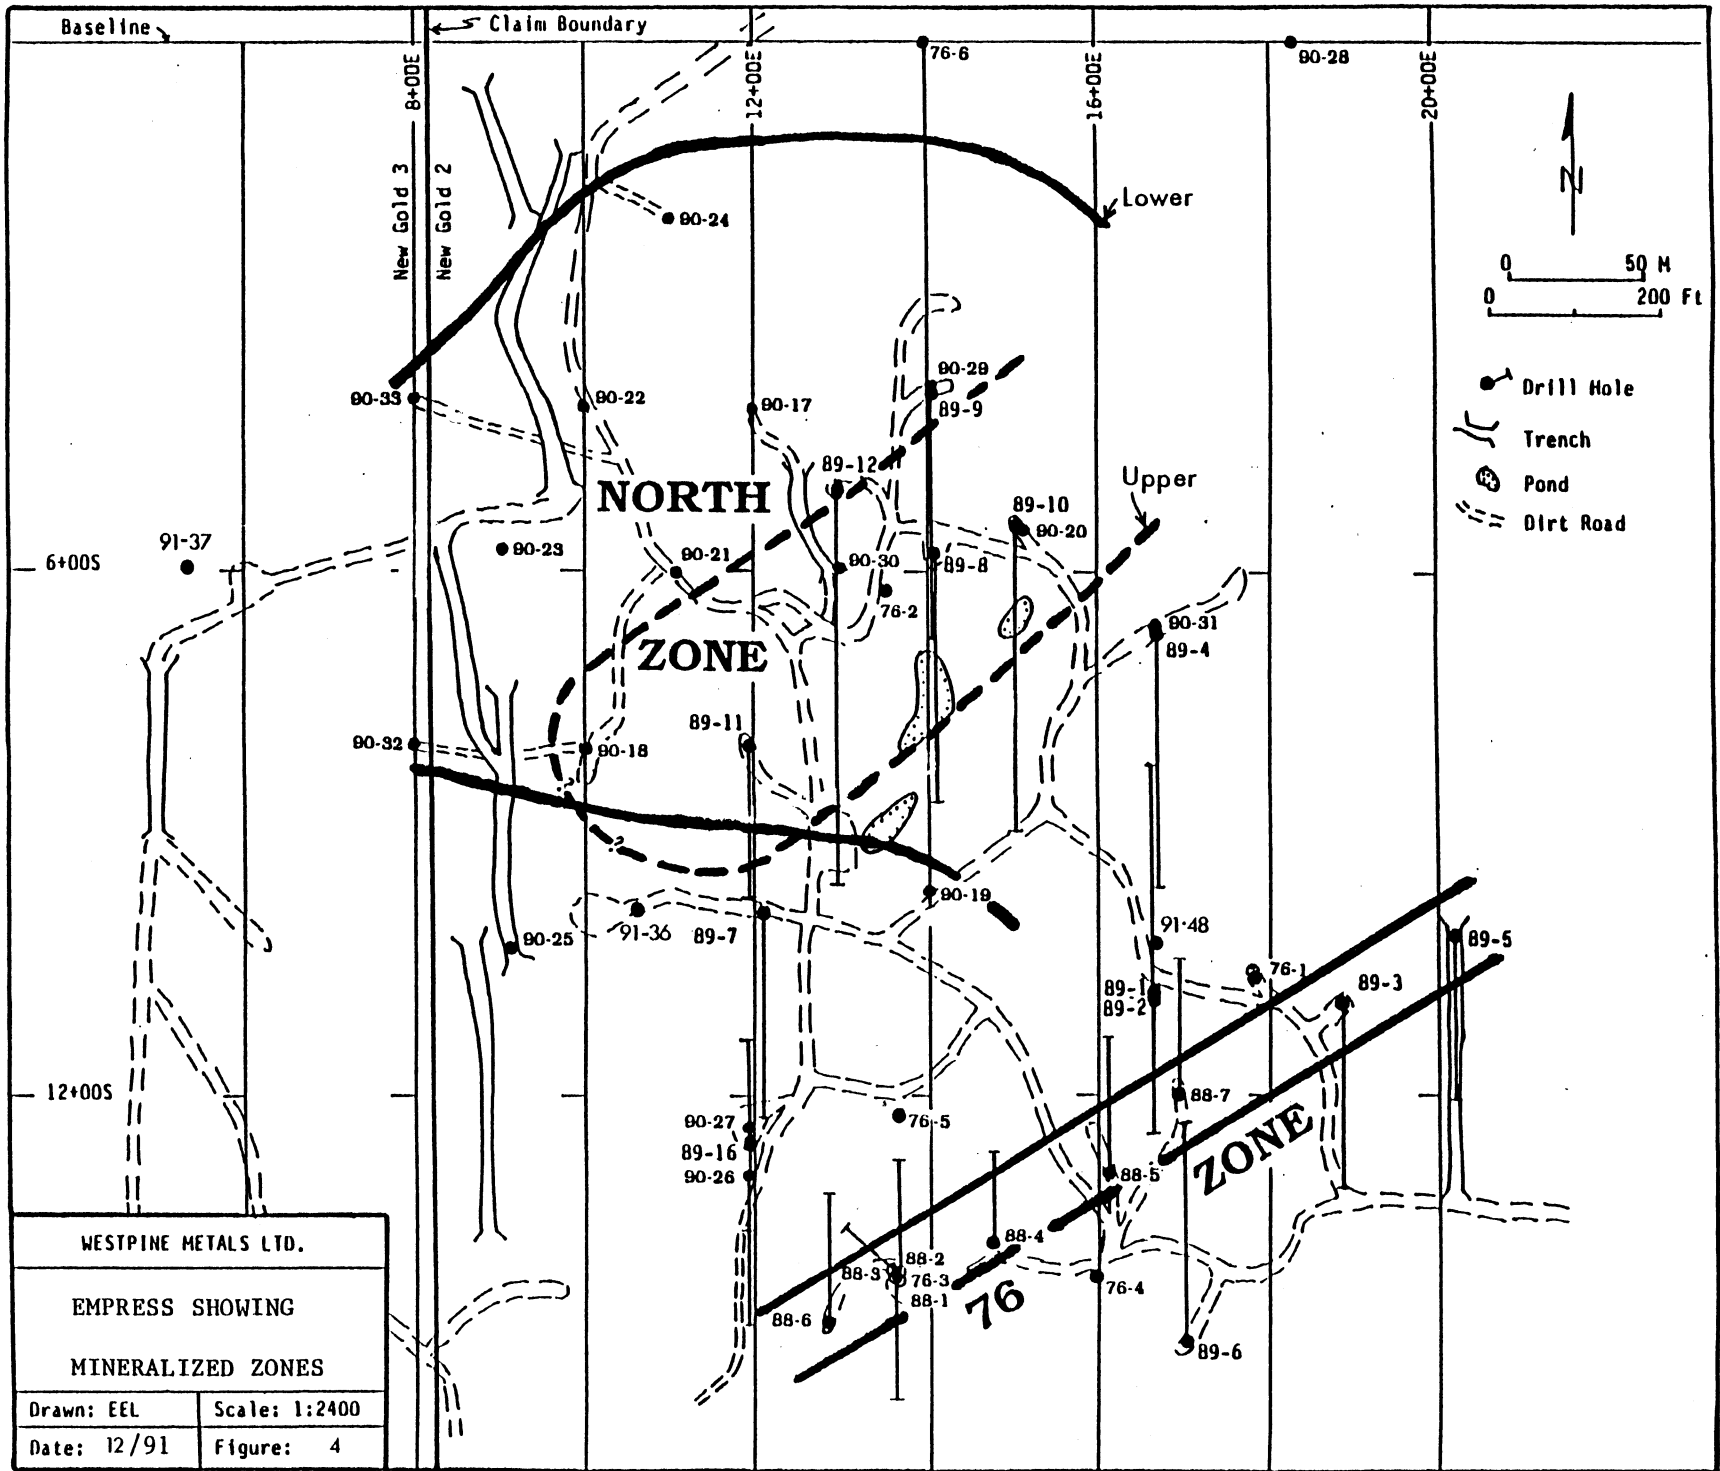 Baseline
Claim Boundary
76-6
90-28
8+00E
12+00E
16+00E
20+00E
New Gold 3
New Gold 2
N
Lower
90-24
0 50 M
0 200 Ft
90-29
90-33
90-22
90-17
89-9
Drill Hole
Trench
Pond
Dirt Road
89-12
NORTH
Upper
89-10
90-20
91-37
90-23
90-21
6+00S
90-30
89-8
76-2
90-31
89-4
ZONE
89-11
90-32
90-18
?
?
90-19
91-36
89-7
90-25
91-48
89-5
76-1
89-1
89-2
89-3
12+00S
88-7
90-27
76-5
89-16
90-26
88-5
ZONE
88-4
88-2
88-3
76-3
88-1
76-4
76
88-6
89-6
WESTPINE METALS LTD.
EMPRESS SHOWING
MINERALIZED ZONES
Drawn: EEL
Scale: 1:2400
Date: 12/91
Figure: 4